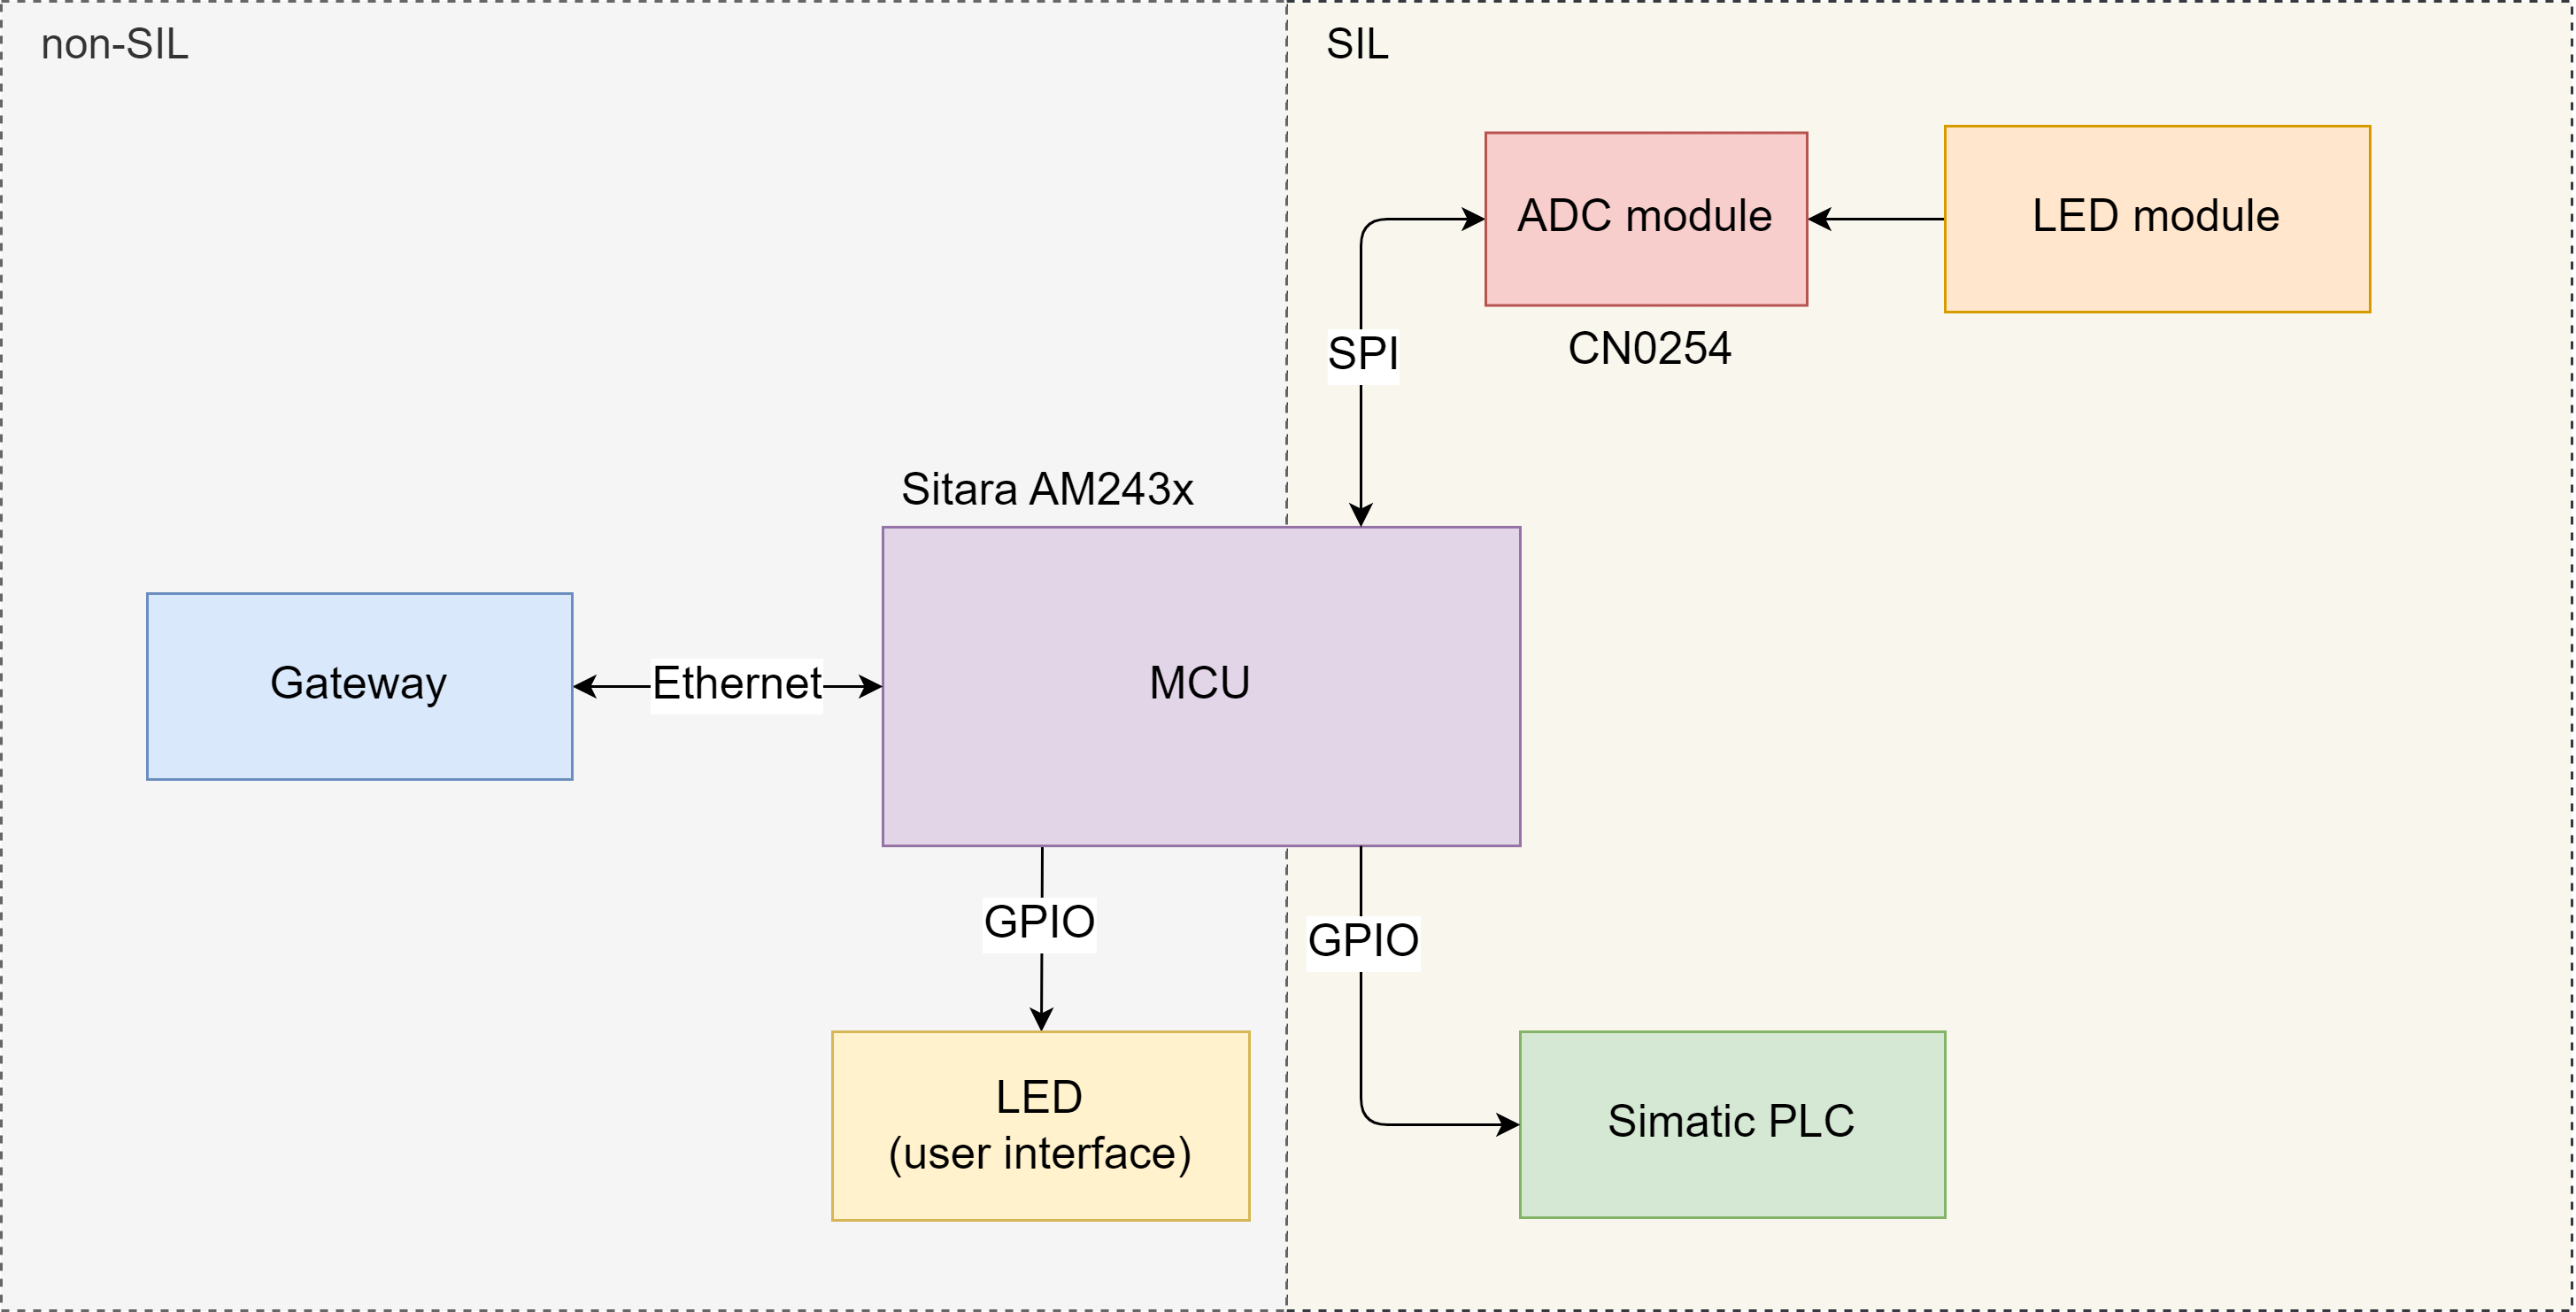 non-SIL
SIL
ADC module
LED module
SPI
CN0254
Sitara AM243x
Gateway
Ethernet
MCU
GPIO
GPIO
LED
(user interface)
Simatic PLC